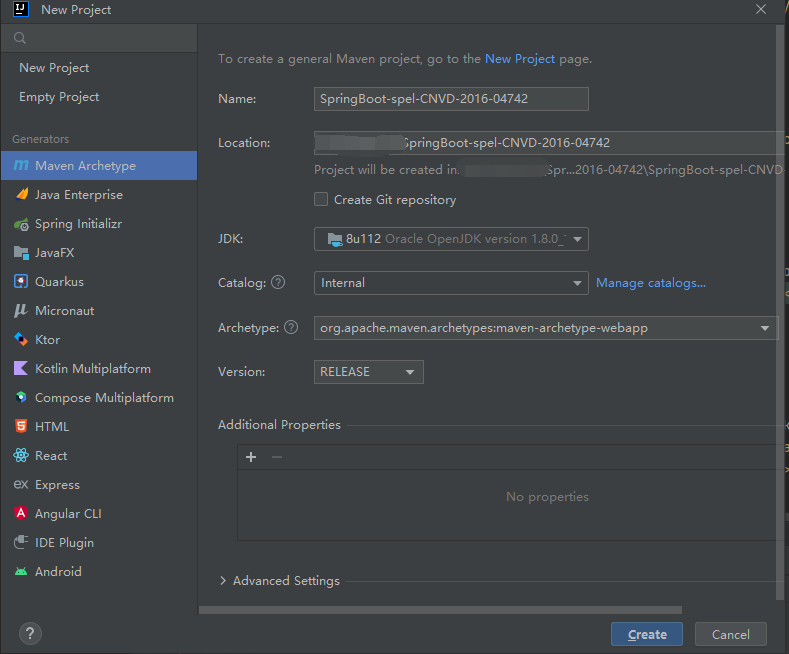 New Project
New Project
Empty Project
Generators
Maven Archetype
Java Enterprise
Spring Initializr
JavaFX
Quarkus
Micronaut
Ktor
Kotlin Multiplatform
Compose Multiplatform
HTML
React
ex Express
Angular CLI
IDE Plugin
Android
To create a general Maven project, go to the New Project page.
Name: SpringBoot-spel-CNVD-2016-04742
Location: SpringBoot-spel-CNVD-2016-04742
Project will be created in: Spr...2016-04742\SpringBoot-spel-CNVD
Create Git repository
JDK: 8u112 Oracle OpenJDK version 1.8.0_
Catalog: ? Internal Manage catalogs...
Archetype: ? org.apache.maven.archetypes:maven-archetype-webapp
Version: RELEASE
Additional Properties
+ −
No properties
Advanced Settings
? Create Cancel